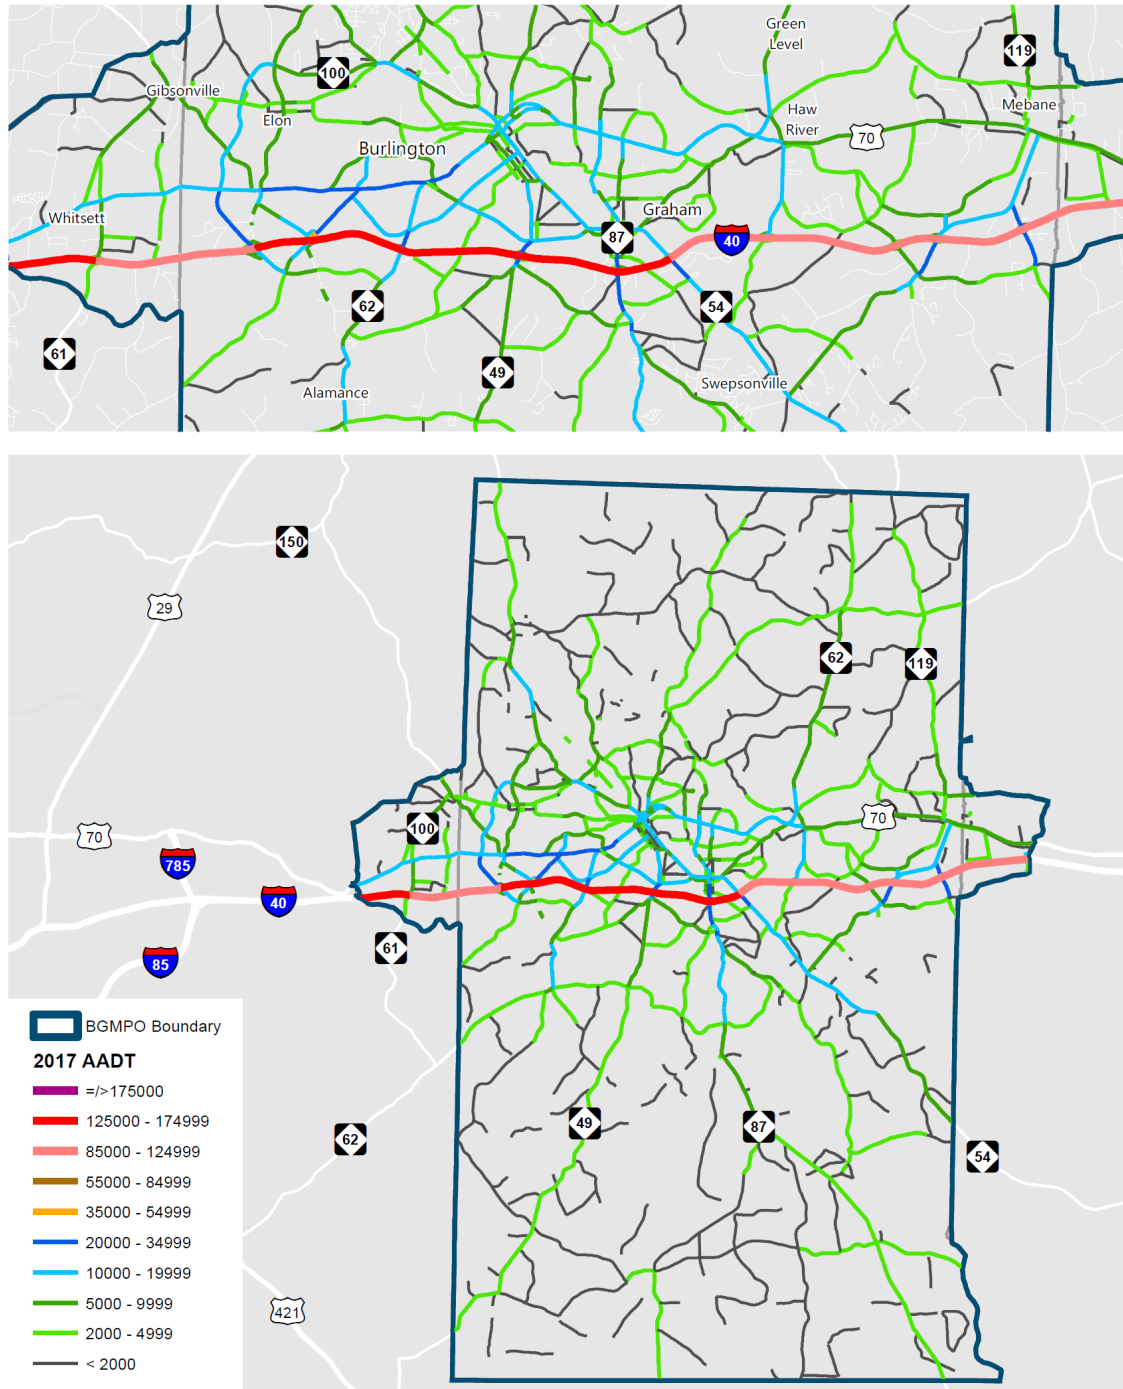 Green
Level
119
100
Gibsonville
Mebane
Elon
Haw
River
70
Burlington
Whitsett
Graham
87
40
62
54
61
49
Swepsonville
Alamance
150
29
62
119
70
100
70
785
40
61
85
BGMPO Boundary
2017 AADT
=/>175000
125000 - 174999
85000 - 124999
55000 - 84999
35000 - 54999
20000 - 34999
10000 - 19999
5000 - 9999
2000 - 4999
< 2000
49
87
62
54
421